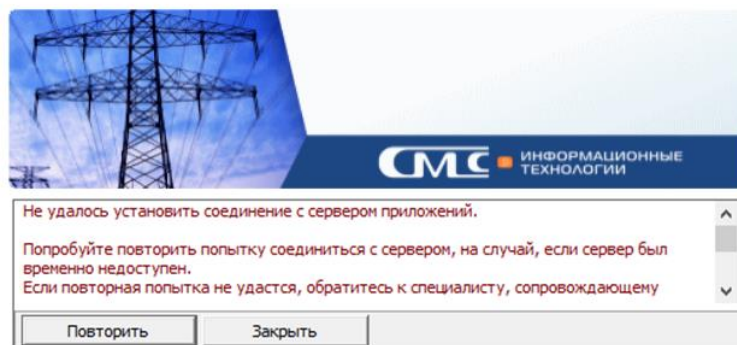 СМС
ИНФОРМАЦИОННЫЕ
ТЕХНОЛОГИИ
Не удалось установить соединение с сервером приложений.
Попробуйте повторить попытку соединиться с сервером, на случай, если сервер был
временно недоступен.
Если повторная попытка не удастся, обратитесь к специалисту, сопровождающему
Повторить
Закрыть